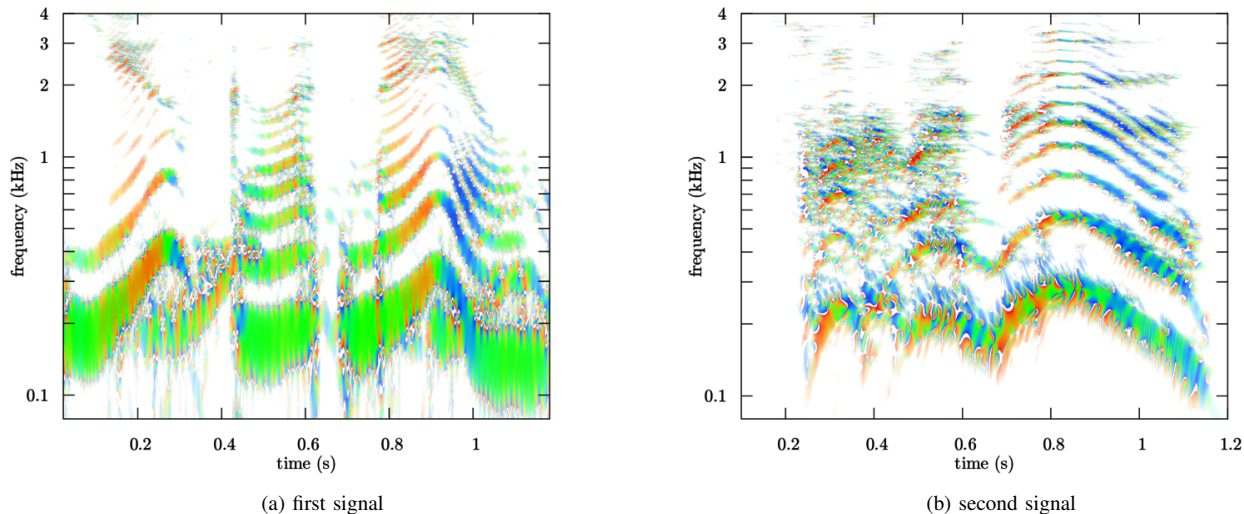 4
3
2
1
0.1
frequency (kHz)
0.2 0.4 0.6 0.8 1
time (s)
(a) first signal
4
3
2
1
0.1
frequency (kHz)
0.2 0.4 0.6 0.8 1 1.2
time (s)
(b) second signal